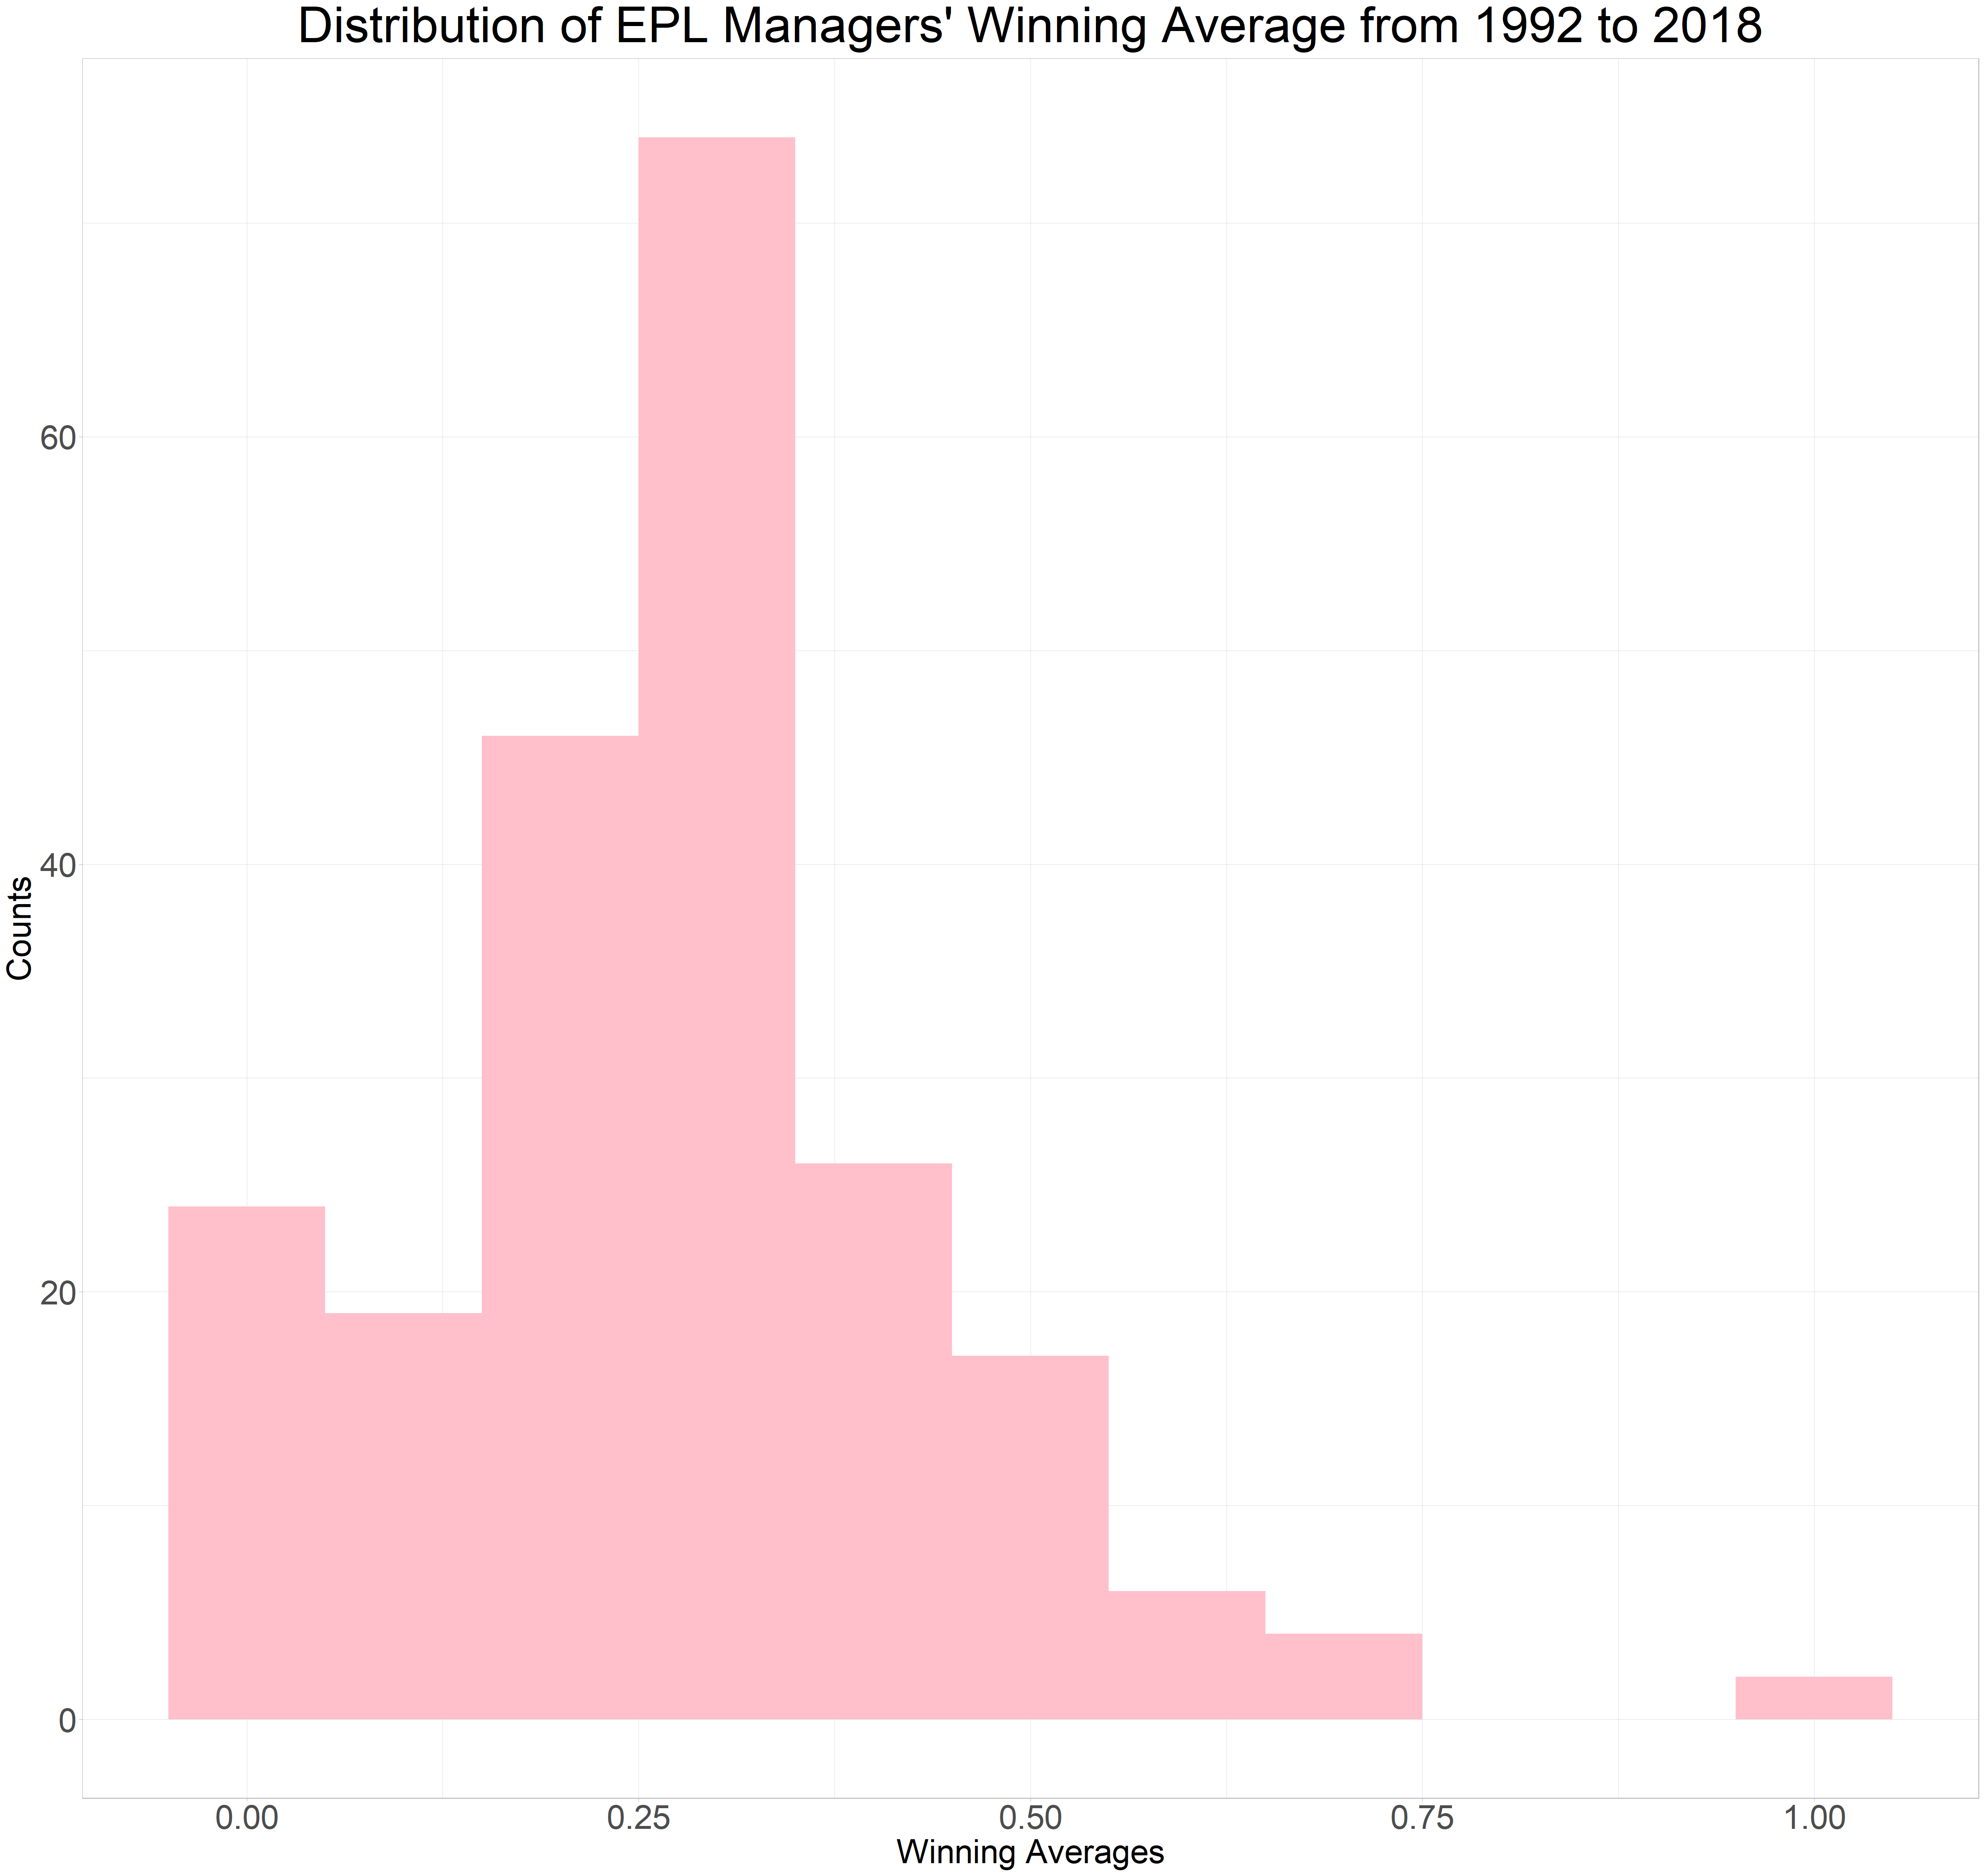 Distribution of EPL Managers' Winning Average from 1992 to 2018
Counts
60
40
20
0
0.00 0.25 0.50 0.75 1.00
Winning Averages